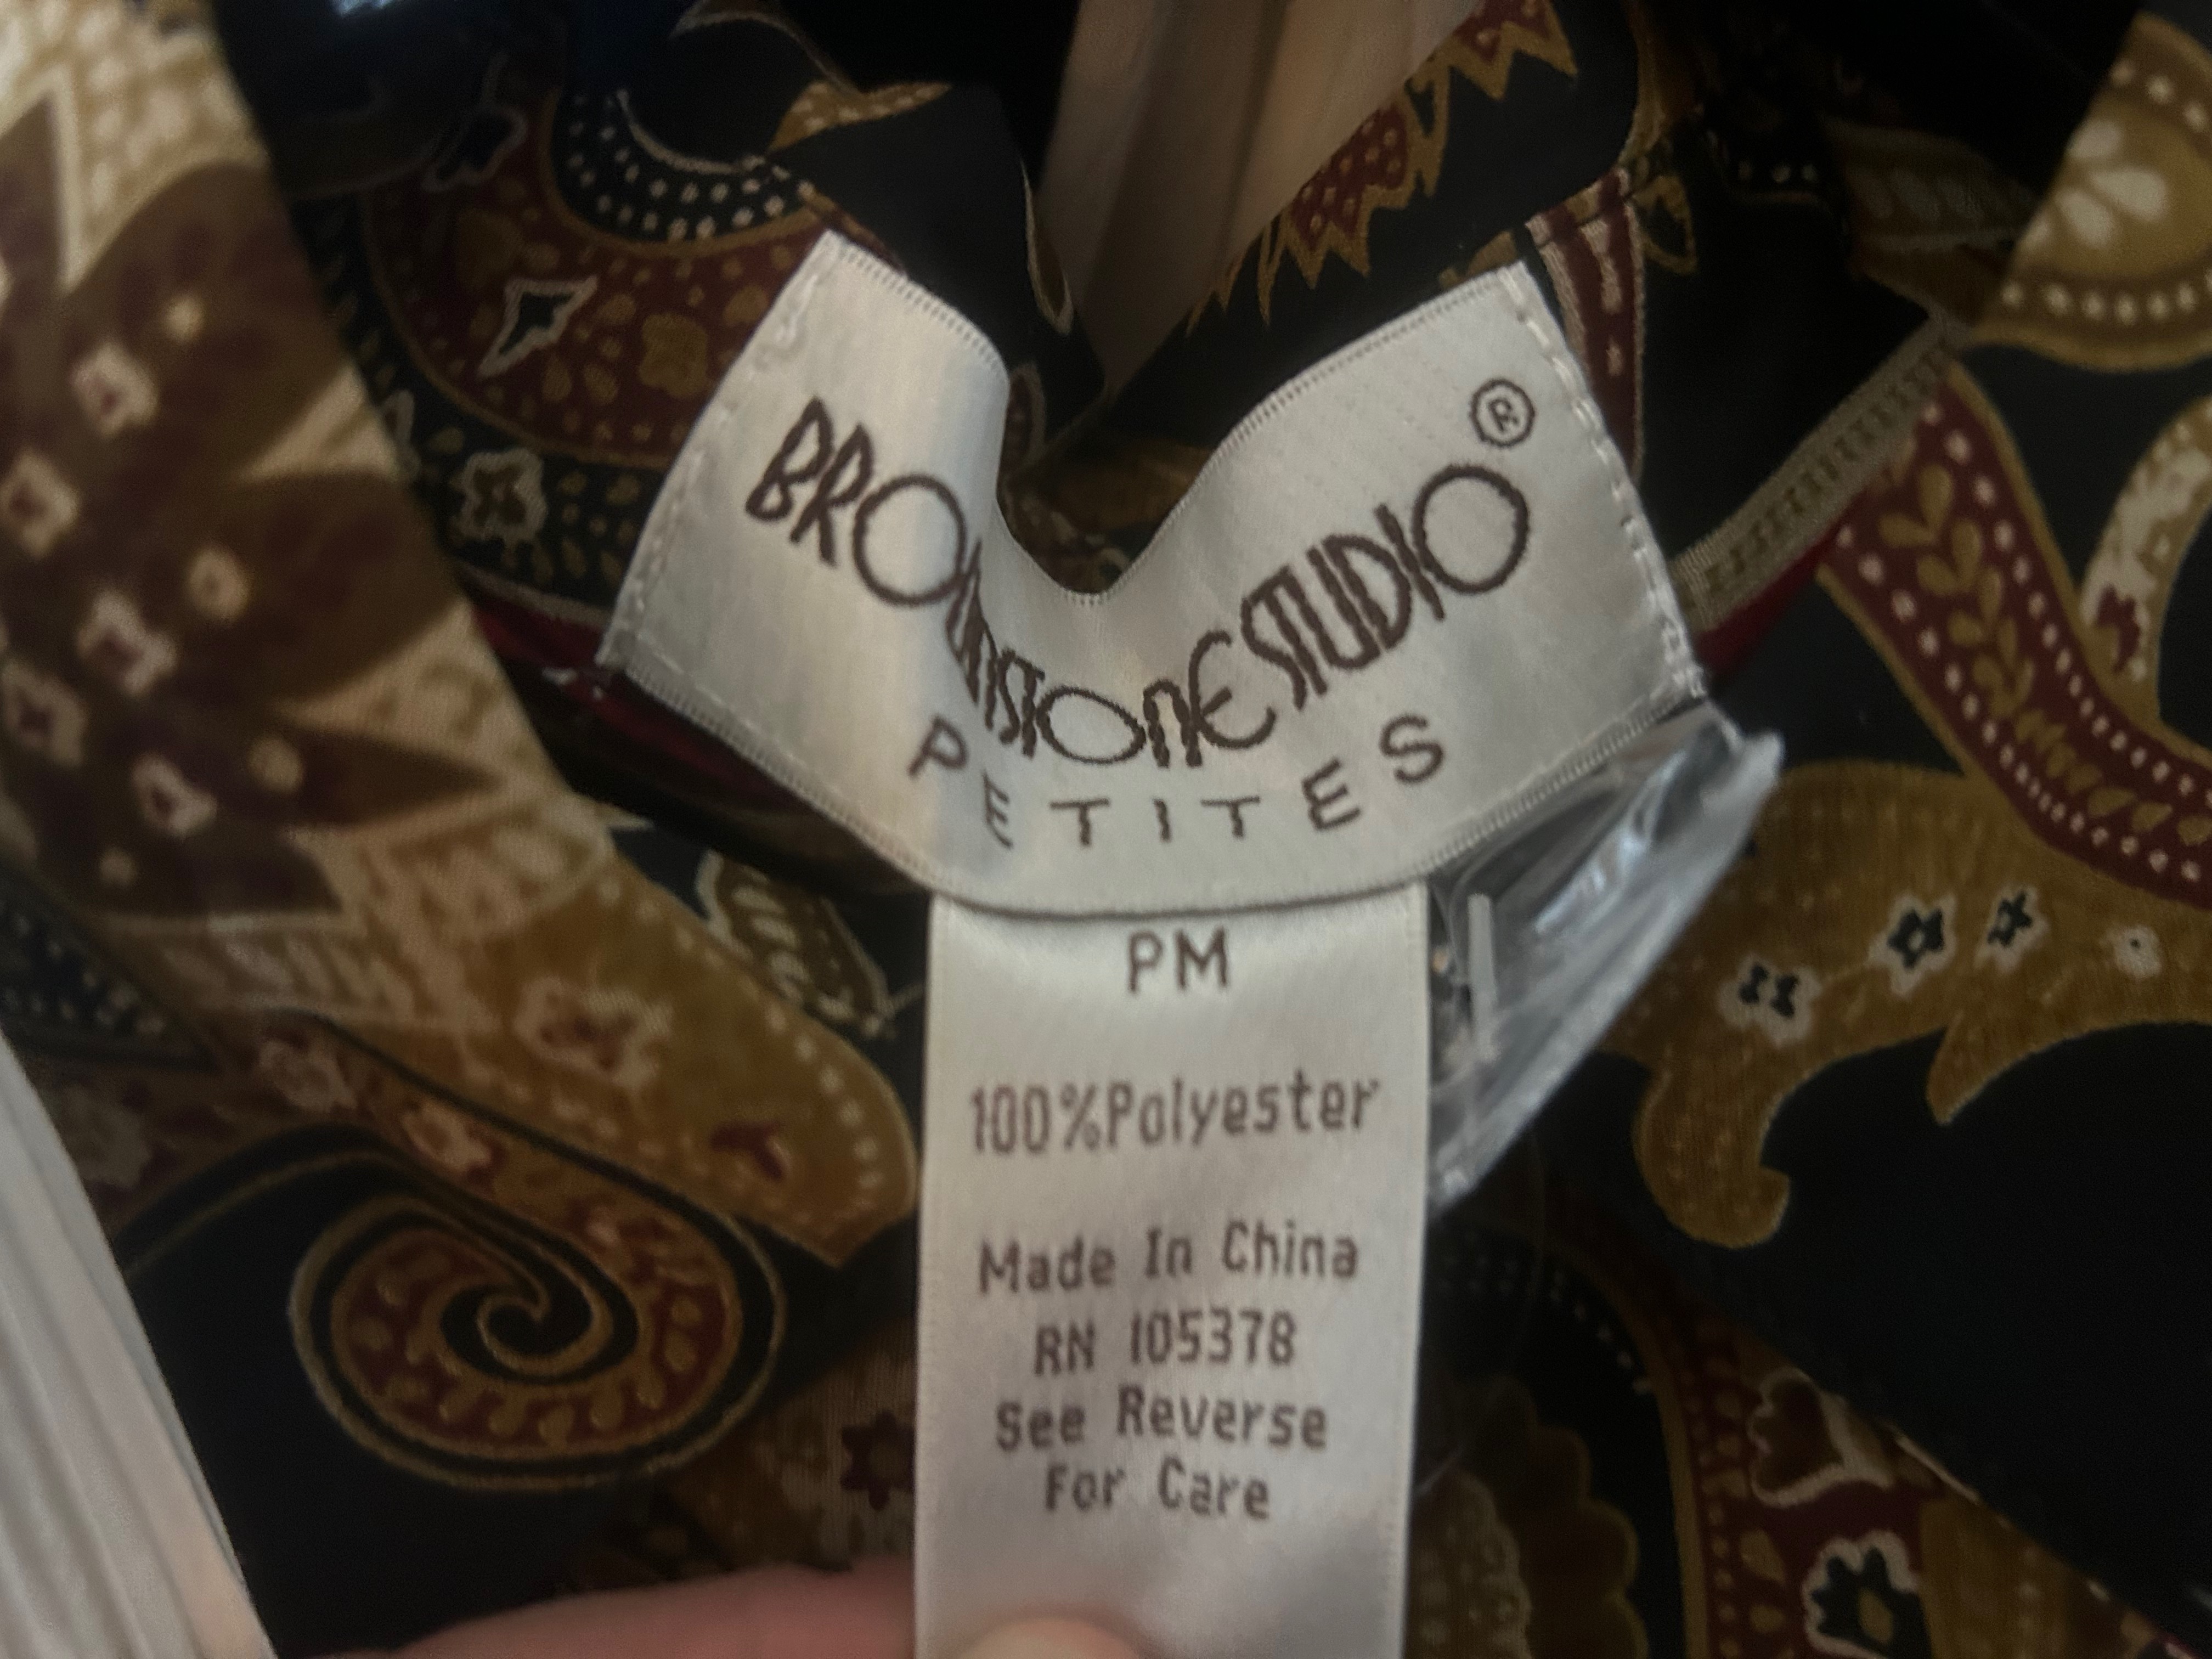 BROWNSTONE STUDIO®
PETITES
PM
100%Polyester
Made In China
RN 105378
See Reverse
For Care